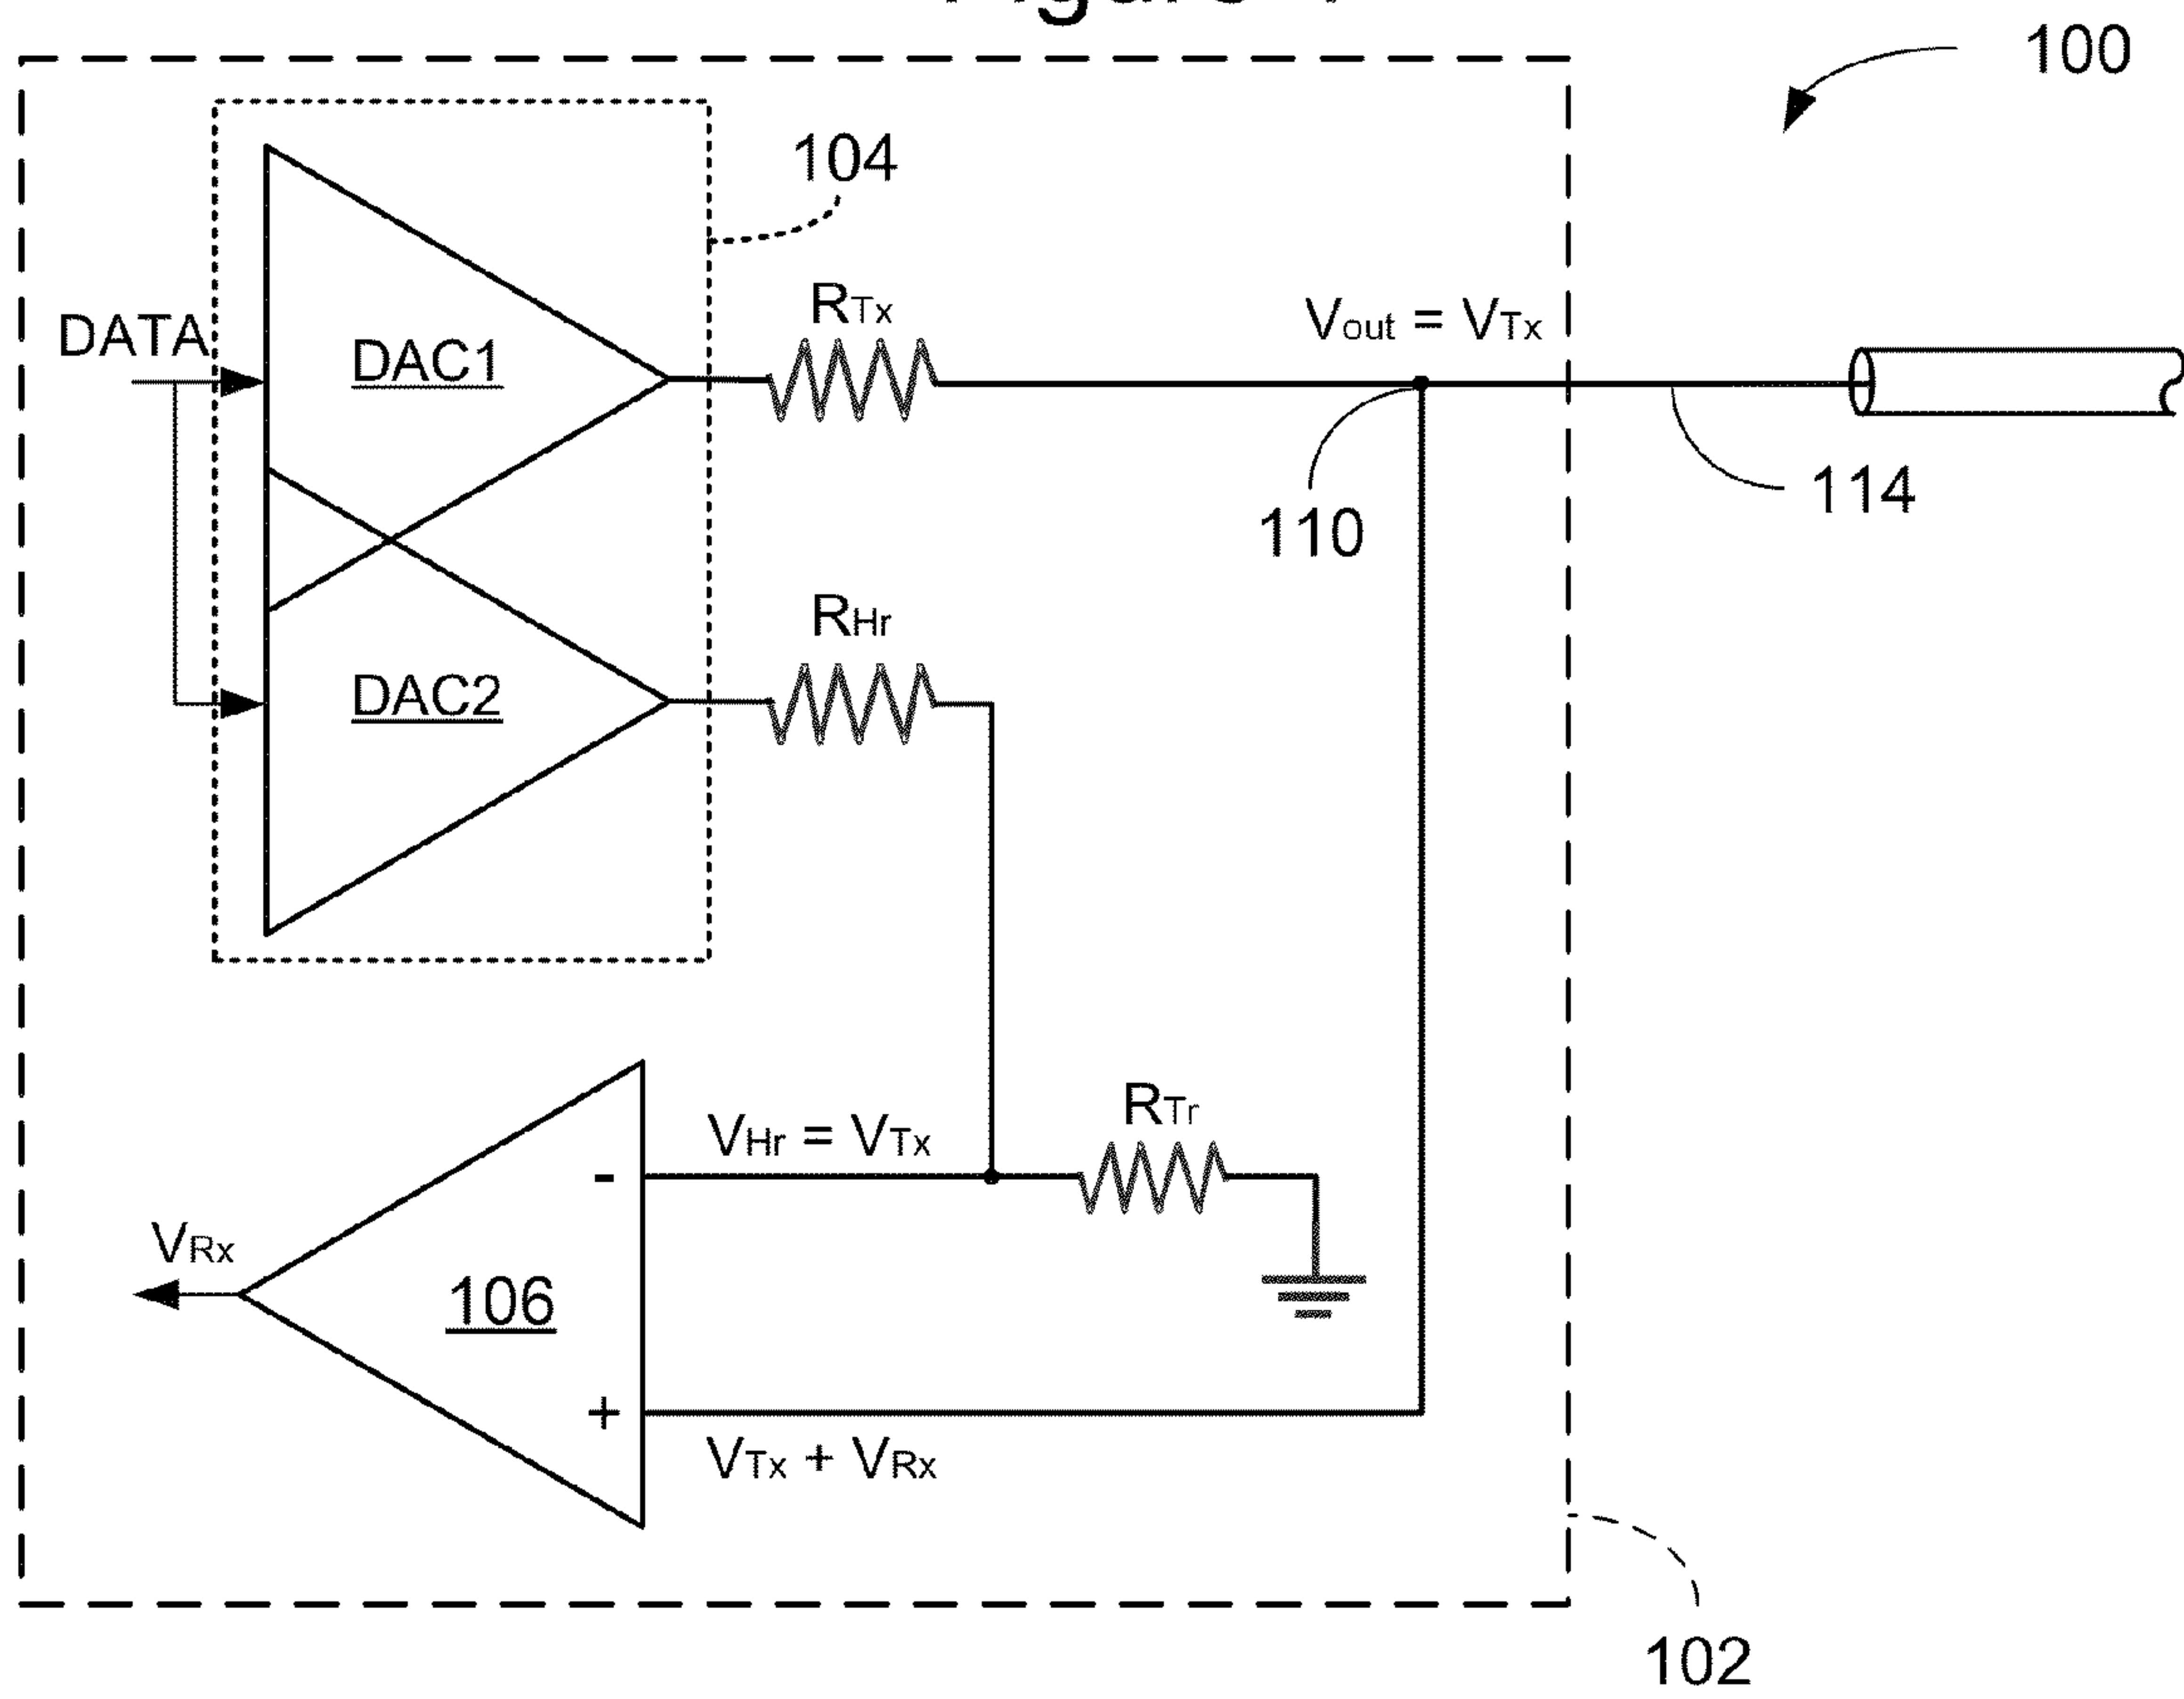 100
104
DATA
DAC1
RTx
Vout = VTx
114
110
RHr
DAC2
RTr
VHr = VTx
-
VRx
106
+
VTx + VRx
102